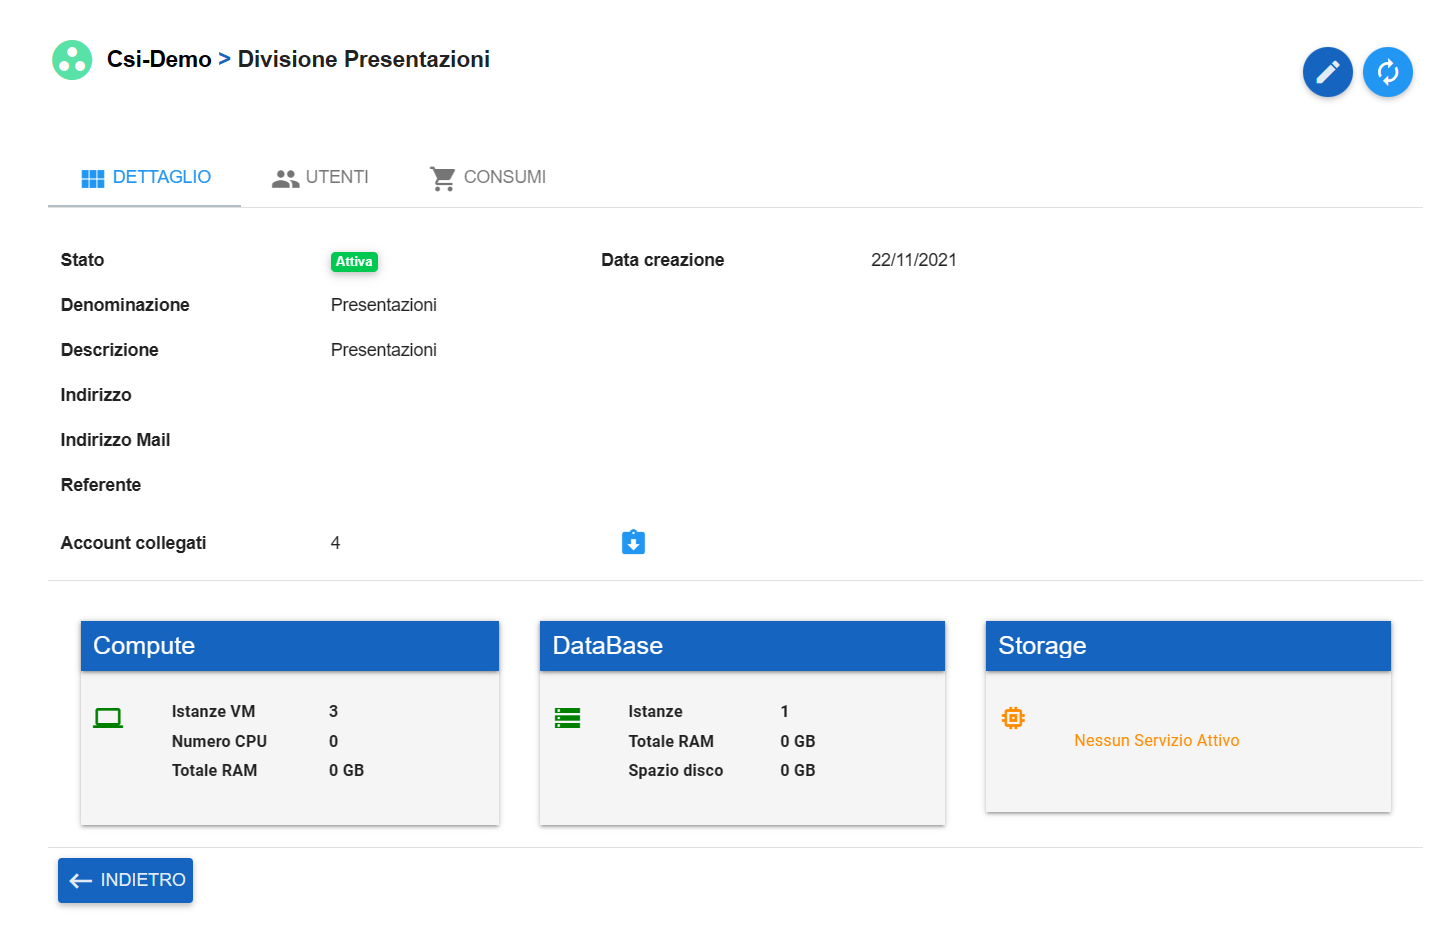 Csi-Demo > Divisione Presentazioni
DETTAGLIO UTENTI CONSUMI
Stato Attiva Data creazione 22/11/2021
Denominazione Presentazioni
Descrizione Presentazioni
Indirizzo
Indirizzo Mail
Referente
Account collegati 4
Compute
Istanze VM 3
Numero CPU 0
Totale RAM 0 GB
DataBase
Istanze 1
Totale RAM 0 GB
Spazio disco 0 GB
Storage
Nessun Servizio Attivo
INDIETRO